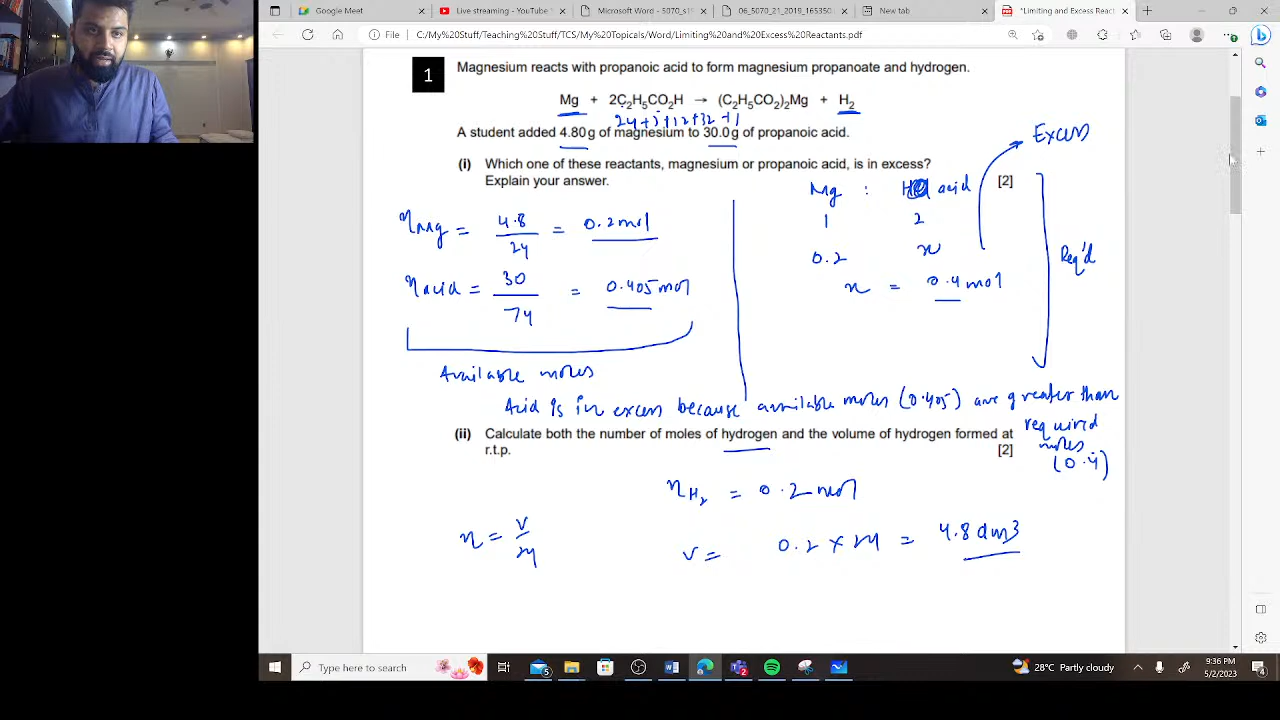 Google Meet
Live streaming - YouTube
Microsoft Word - 5070_s1
06_5070_21_2019_163550
New tab
*Limiting and Excess React
File | C:/My%20Stuff/Teaching%20Stuff/TCS/My%20Topicals/Word/Limiting%20and%20Excess%20Reactants.pdf
1 Magnesium reacts with propanoic acid to form magnesium propanoate and hydrogen.
Mg + 2C₂H₅CO₂H → (C₂H₅CO₂)₂Mg + H₂
24+5+12+32+1
A student added 4.80 g of magnesium to 30.0 g of propanoic acid.
Excess
(i) Which one of these reactants, magnesium or propanoic acid, is in excess?
Explain your answer. [2]
Mg : acid
1 2
0.2 x
x = 0.4 mol
Req'd
nMg = 4.8/24 = 0.2 mol
n acid = 30/74 = 0.405 mol
Available moles
Acid is in excess because available moles (0.405) are greater than
required
moles
(0.4)
(ii) Calculate both the number of moles of hydrogen and the volume of hydrogen formed at
r.t.p. [2]
nH₂ = 0.2 mol
n = v/24
v = 0.2 × 24 = 4.8 dm3
Type here to search
28°C Partly cloudy
9:36 PM
5/2/2023